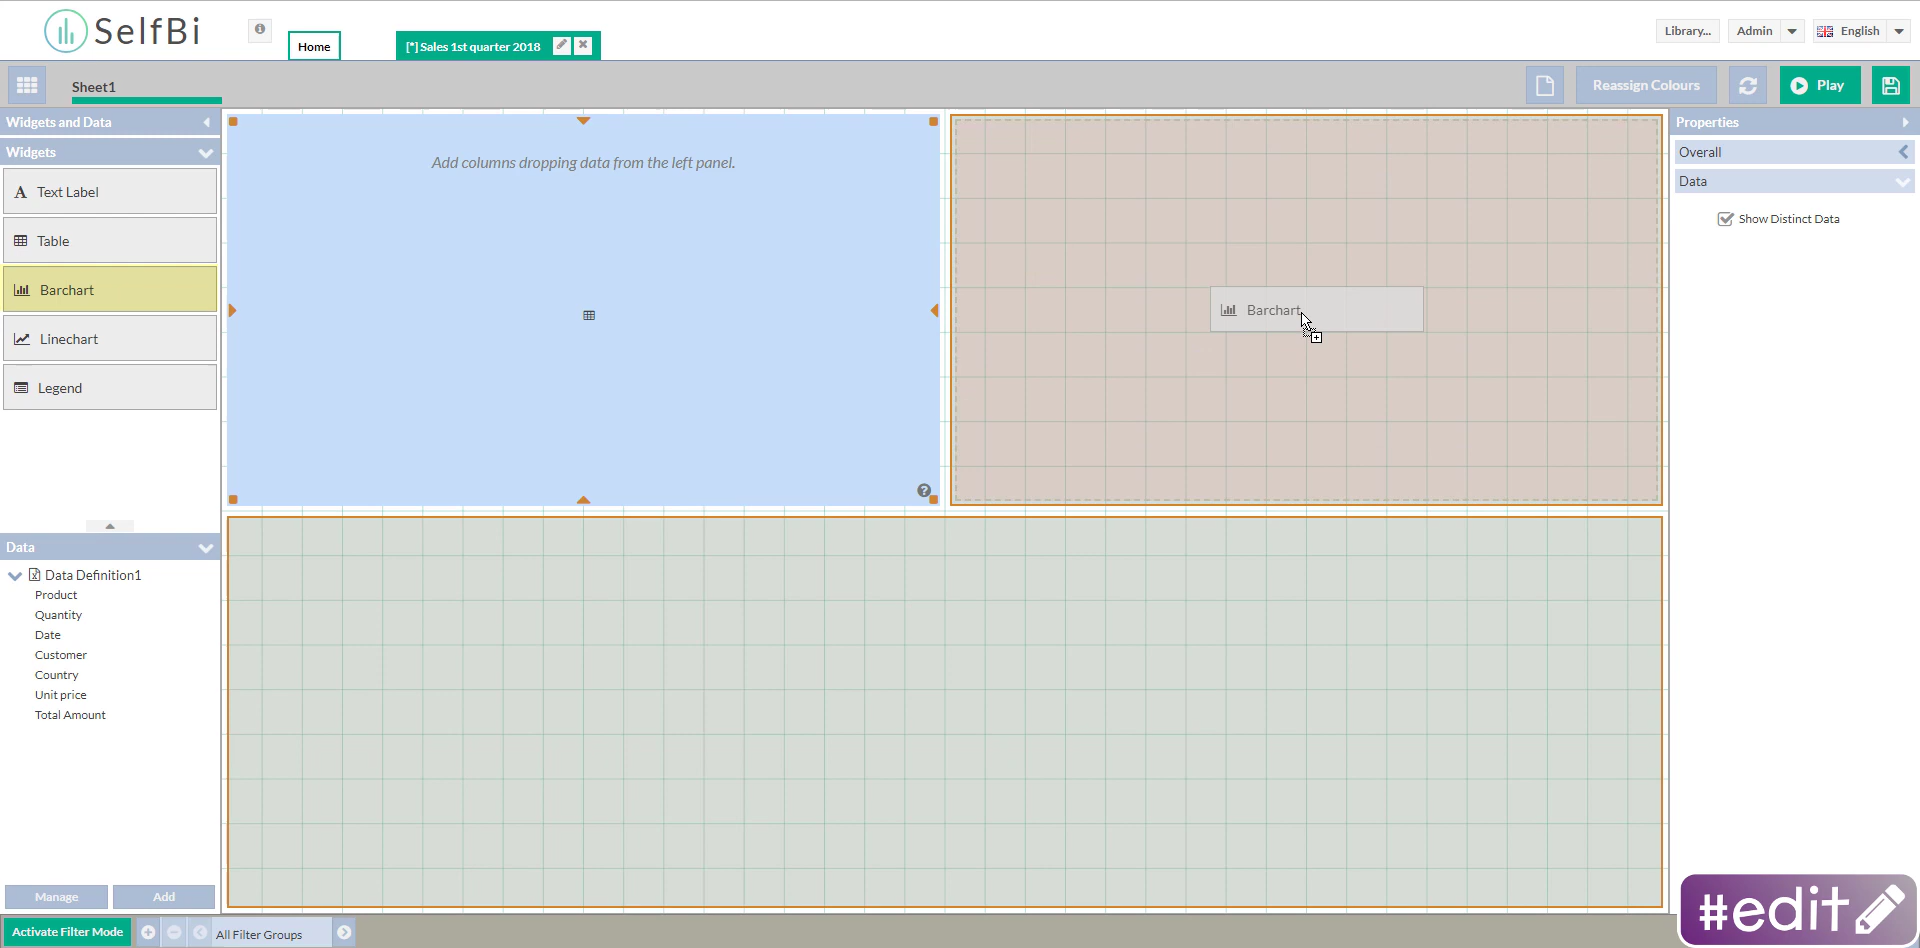 SelfBi
Home
[*] Sales 1st quarter 2018
Library...
Admin
English
Sheet1
Reassign Colours
Play
Widgets and Data
Widgets
Text Label
Table
Barchart
Linechart
Legend
Add columns dropping data from the left panel.
?
Barchart
Properties
Overall
Data
Show Distinct Data
Data
Data Definition1
Product
Quantity
Date
Customer
Country
Unit price
Total Amount
Manage
Add
Activate Filter Mode
All Filter Groups
#edit